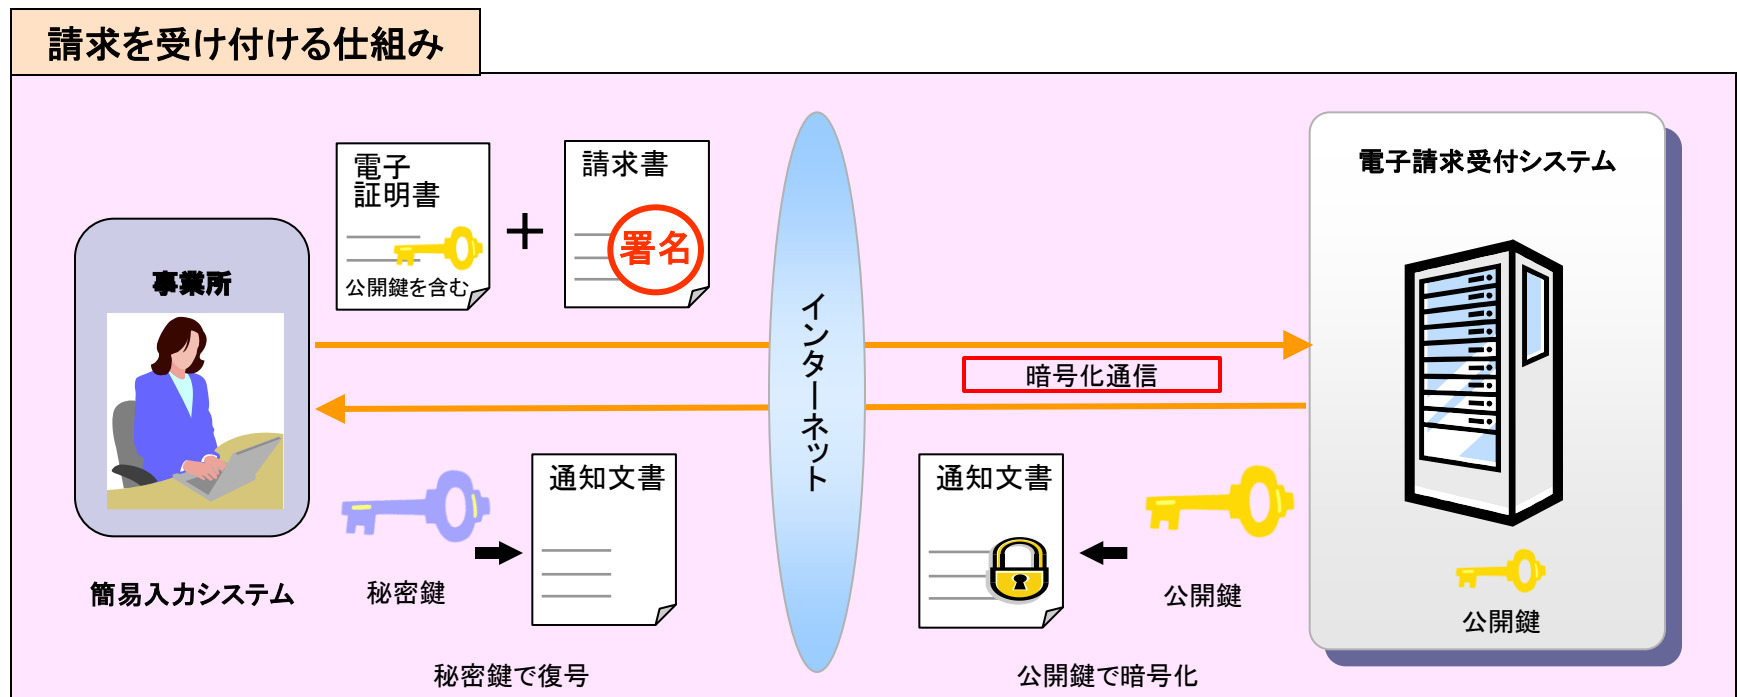 請求を受け付ける仕組み
電子
証明書
公開鍵を含む
請求書
署名
電子請求受付システム
事業所
インターネット
暗号化通信
通知文書
通知文書
簡易入力システム
秘密鍵
公開鍵
公開鍵
秘密鍵で復号
公開鍵で暗号化